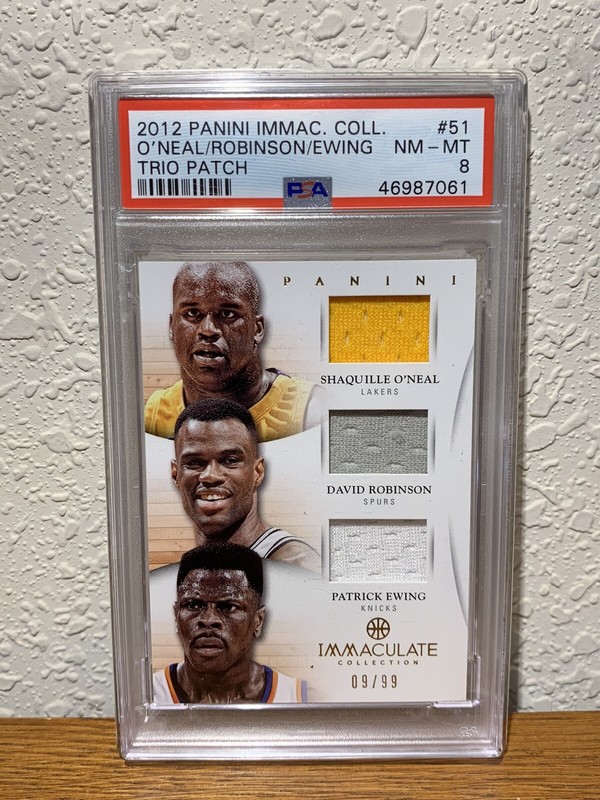 2012 PANINI IMMAC. COLL. #51
O'NEAL/ROBINSON/EWING NM-MT
TRIO PATCH 8
PSA 46987061
PANINI
SHAQUILLE O'NEAL
LAKERS
DAVID ROBINSON
SPURS
PATRICK EWING
KNICKS
IMMACULATE
COLLECTION
09/99